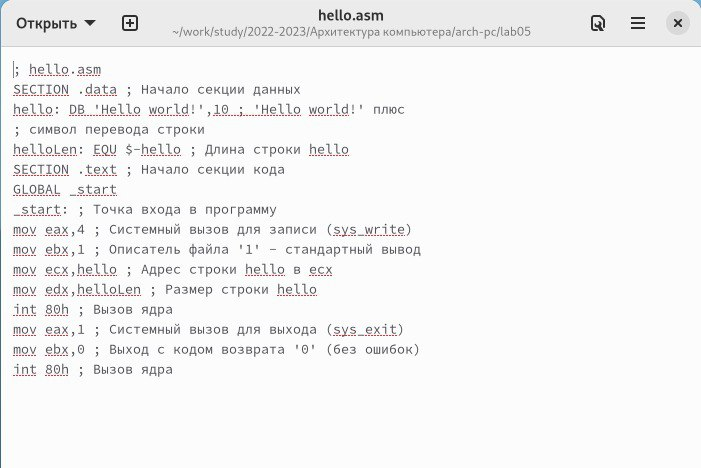 Открыть
hello.asm
~/work/study/2022-2023/Архитектура компьютера/arch-pc/lab05
; hello.asm
SECTION .data ; Начало секции данных
hello: DB 'Hello world!',10 ; 'Hello world!' плюс
; символ перевода строки
helloLen: EQU $-hello ; Длина строки hello
SECTION .text ; Начало секции кода
GLOBAL _start
_start: ; Точка входа в программу
mov eax,4 ; Системный вызов для записи (sys_write)
mov ebx,1 ; Описатель файла '1' - стандартный вывод
mov ecx,hello ; Адрес строки hello в ecx
mov edx,helloLen ; Размер строки hello
int 80h ; Вызов ядра
mov eax,1 ; Системный вызов для выхода (sys_exit)
mov ebx,0 ; Выход с кодом возврата '0' (без ошибок)
int 80h ; Вызов ядра